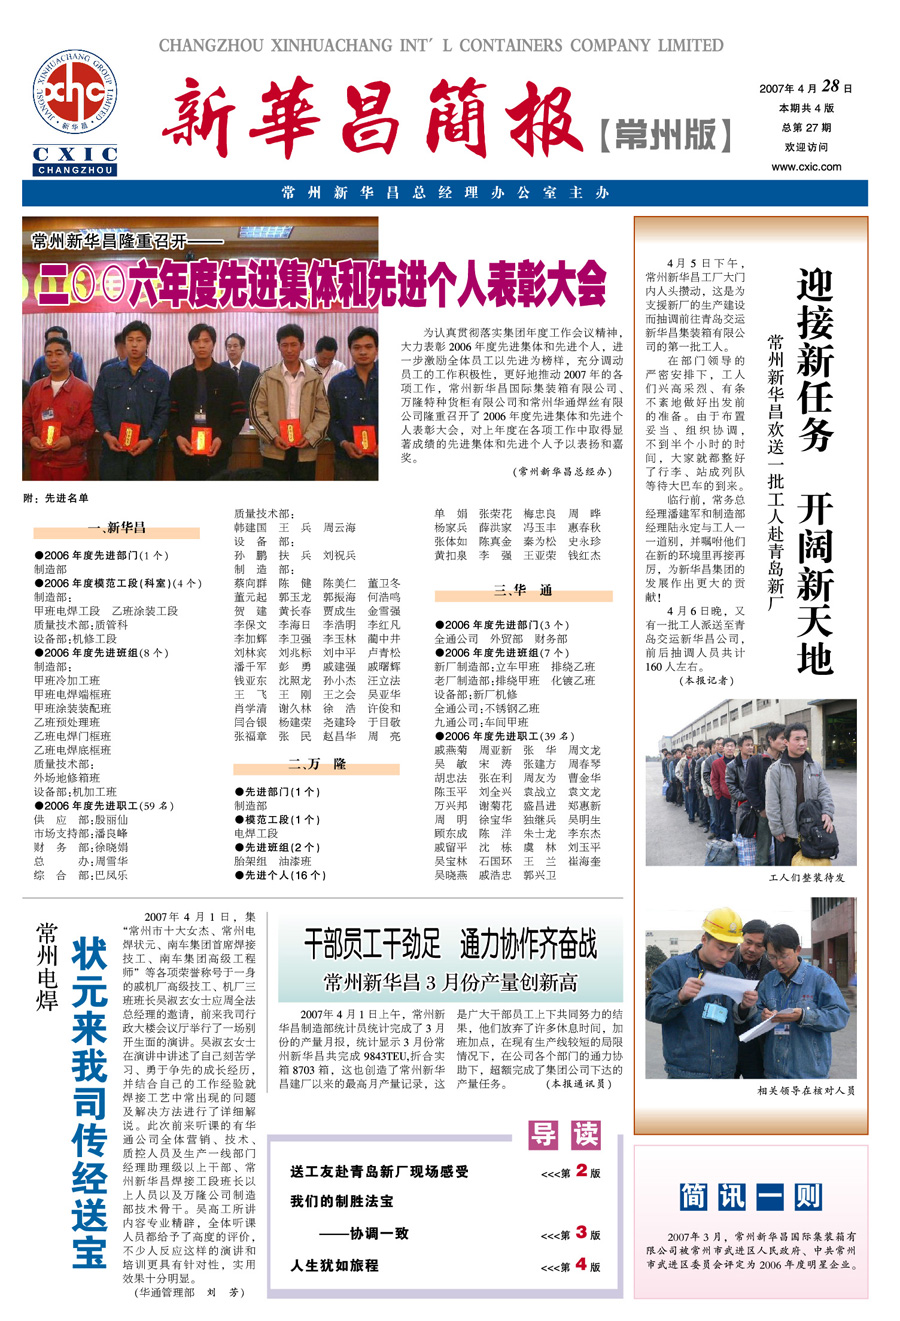 CHANGZHOU XINHUACHANG INT'L CONTAINERS COMPANY LIMITED
JIANGSU XINHUACHANG GROUP LIMITED
xhc
·新华昌·
CXIC
CHANGZHOU
新華昌簡报【常州版】
2007年4月28日
本期共4版
总第27期
欢迎访问
www.cxic.com
常州新华昌总经理办公室主办
常州新华昌隆重召开——
二〇〇六年度先进集体和先进个人表彰大会
为认真贯彻落实集团年度工作会议精神，
大力表彰2006年度先进集体和先进个人，进
一步激励全体员工以先进为榜样，充分调动
员工的工作积极性，更好地推动2007年的各
项工作，常州新华昌国际集装箱有限公司、
万隆特种货柜有限公司和常州华通焊丝有限
公司隆重召开了2006年度先进集体和先进个
人表彰大会，对上年度在各项工作中取得显
著成绩的先进集体和先进个人予以表扬和嘉
奖。
(常州新华昌总经办)
附：先进名单
一、新华昌
●2006年度先进部门(1个)
制造部
●2006年度模范工段(科室)(4个)
制造部：
甲班电焊工段 乙班涂装工段
质量技术部：质管科
设备部：机修工段
●2006年度先进班组(8个)
制造部：
甲班冷加工班
甲班电焊端框班
甲班涂装装配班
乙班预处理班
乙班电焊门框班
乙班电焊底框班
质量技术部：
外场地修箱班
设备部：机加工班
●2006年度先进职工(59名)
供 应 部：殷丽仙
市场支持部：潘良峰
财 务 部：徐晓娟
总 办：周雪华
综 合 部：巴凤乐
质量技术部：
韩建国 王 兵 周云海
设 备 部：
孙 鹏 扶 兵 刘祝兵
制 造 部：
蔡向群 陈 健 陈美仁 董卫冬
董元起 郭玉龙 郭振海 何浩鸣
贺 建 黄长春 贾成生 金雪强
李保文 李海日 李浩明 李红凡
李加辉 李卫强 李玉林 蔺中井
刘林宾 刘兆标 刘中平 卢青松
潘干军 彭 勇 戚建强 戚曙辉
钱亚东 沈照龙 孙小杰 汪立法
王 飞 王 刚 王之会 吴亚华
肖学清 谢久林 徐 浩 许俊和
闫合银 杨建荣 尧建玲 于目敬
张福章 张 民 赵昌华 周 亮
二、万 隆
●先进部门(1个)
制造部
●模范工段(1个)
电焊工段
●先进班组(2个)
胎架组 油漆班
●先进个人(16个)
单 娟 张荣花 梅忠良 周 晔
杨家兵 薛洪家 冯玉丰 惠春秋
张体如 陈真金 秦为松 史永珍
黄扣泉 李 强 王亚荣 钱红杰
三、华 通
●2006年度先进部门(3个)
全通公司 外贸部 财务部
●2006年度先进班组(7个)
新厂制造部：立车甲班 排绕乙班
老厂制造部：排绕甲班 化镀乙班
设备部：新厂机修
全通公司：不锈钢乙班
九通公司：车间甲班
●2006年度先进职工(39名)
戚燕菊 周亚新 张 华 周文龙
吴 敏 宋 涛 张建方 周春琴
胡忠法 张在利 周友为 曹金华
陈玉平 刘全兴 袁战立 袁文龙
万兴邦 谢菊花 盛昌进 郑惠新
周 明 徐宝华 独继兵 吴明生
顾东成 陈 洋 朱士龙 李东杰
戚留平 沈 栋 虞 林 刘玉平
吴宝林 石国环 王 兰 崔海奎
吴晓燕 戚浩忠 郭兴卫
迎接新任务 开阔新天地
常州新华昌欢送一批工人赴青岛新厂
4月5日下午，
常州新华昌工厂大门
内人头攒动，这是为
支援新厂的生产建设
而抽调前往青岛交运
新华昌集装箱有限公
司的第一批工人。
在部门领导的
严密安排下，工人
们兴高采烈、有条
不紊地做好出发前
的准备。由于布置
妥当、组织协调，
不到半个小时的时
间，大家就都整好
了行李、站成列队
等待大巴车的到来。
临行前，常务总
经理潘建军和制造部
经理陆永定与工人一
一道别，并嘱咐他们
在新的环境里再接再
厉，为新华昌集团的
发展作出更大的贡
献！
4月6日晚，又
有一批工人派送至青
岛交运新华昌公司，
前后抽调人员共计
160人左右。
(本报记者)
工人们整装待发
相关领导在核对人员
常州电焊
状元来我司传经送宝
2007年4月1日，集
“常州市十大女杰、常州电
焊状元、南车集团首席焊接
技工、南车集团高级工程
师”等各项荣誉称号于一身
的戚机厂高级技工、机厂三
班班长吴淑玄女士应周全法
总经理的邀请，前来我司行
政大楼会议厅举行了一场别
开生面的演讲。吴淑玄女士
在演讲中讲述了自己刻苦学
习、勇于争先的成长经历，
并结合自己的工作经验就
焊接工艺中常出现的问题
及解决方法进行了详细解
说。此次前来听课的有华
通公司全体营销、技术、
质控人员及生产一线部门
经理助理级以上干部、常
州新华昌焊接工段班长以
上人员以及万隆公司制造
部技术骨干。吴高工所讲
内容专业精辟，全体听课
人员都给予了高度的评价，
不少人反应这样的演讲和
培训更具有针对性，实用
效果十分明显。
(华通管理部 刘 芳)
干部员工干劲足 通力协作齐奋战
常州新华昌3月份产量创新高
2007年4月1日上午，常州新
华昌制造部统计员统计完成了3月
份的产量月报，统计显示3月份常
州新华昌共完成9843TEU,折合实
箱8703箱，这也创造了常州新华
昌建厂以来的最高月产量记录，这
是广大干部员工上下共同努力的结
果，他们放弃了许多休息时间，加
班加点，在现有生产线较短的局限
情况下，在公司各个部门的通力协
助下，超额完成了集团公司下达的
产量任务。 (本报通讯员)
导读
送工友赴青岛新厂现场感受 <<<第2版
我们的制胜法宝
——协调一致 <<<第3版
人生犹如旅程 <<<第4版
简讯一则
2007年3月，常州新华昌国际集装箱有
限公司被常州市武进区人民政府、中共常州
市武进区委员会评定为2006年度明星企业。